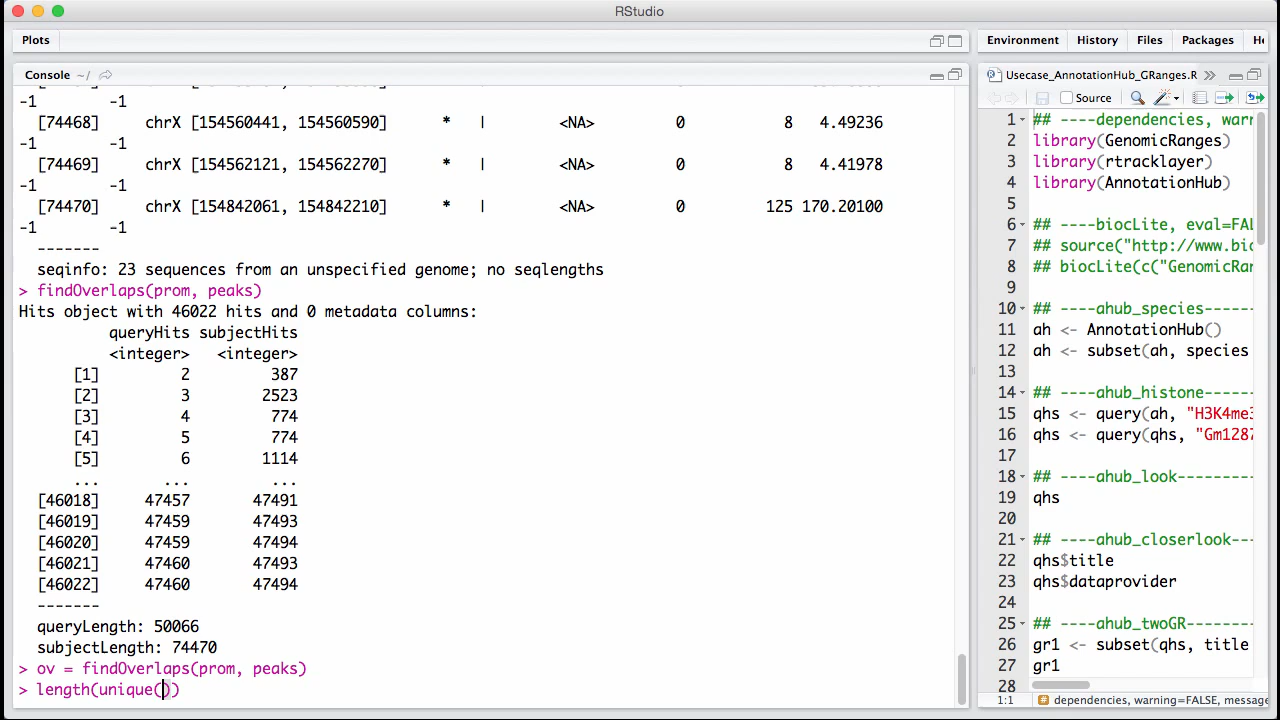 RStudio
Plots
Console ~/
-1 -1
[74468] chrX [154560441, 154560590] * | <NA> 0 8 4.49236
-1 -1
[74469] chrX [154562121, 154562270] * | <NA> 0 8 4.41978
-1 -1
[74470] chrX [154842061, 154842210] * | <NA> 0 125 170.20100
-1 -1
-------
seqinfo: 23 sequences from an unspecified genome; no seqlengths
> findOverlaps(prom, peaks)
Hits object with 46022 hits and 0 metadata columns:
queryHits subjectHits
<integer> <integer>
[1] 2 387
[2] 3 2523
[3] 4 774
[4] 5 774
[5] 6 1114
... ... ...
[46018] 47457 47491
[46019] 47459 47493
[46020] 47459 47494
[46021] 47460 47493
[46022] 47460 47494
-------
queryLength: 50066
subjectLength: 74470
> ov = findOverlaps(prom, peaks)
> length(unique())
Environment History Files Packages He
Usecase_AnnotationHub_GRanges.R
Source
1 ## ----dependencies, warn
2 library(GenomicRanges)
3 library(rtracklayer)
4 library(AnnotationHub)
5
6 ## ----biocLite, eval=FAL
7 ## source("http://www.bio
8 ## biocLite(c("GenomicRan
9
10 ## ----ahub_species------
11 ah <- AnnotationHub()
12 ah <- subset(ah, species
13
14 ## ----ahub_histone------
15 qhs <- query(ah, "H3K4me3
16 qhs <- query(qhs, "Gm1287
17
18 ## ----ahub_look---------
19 qhs
20
21 ## ----ahub_closerlook---
22 qhs$title
23 qhs$dataprovider
24
25 ## ----ahub_twoGR--------
26 gr1 <- subset(qhs, title
27 gr1
28
1:1 dependencies, warning=FALSE, message